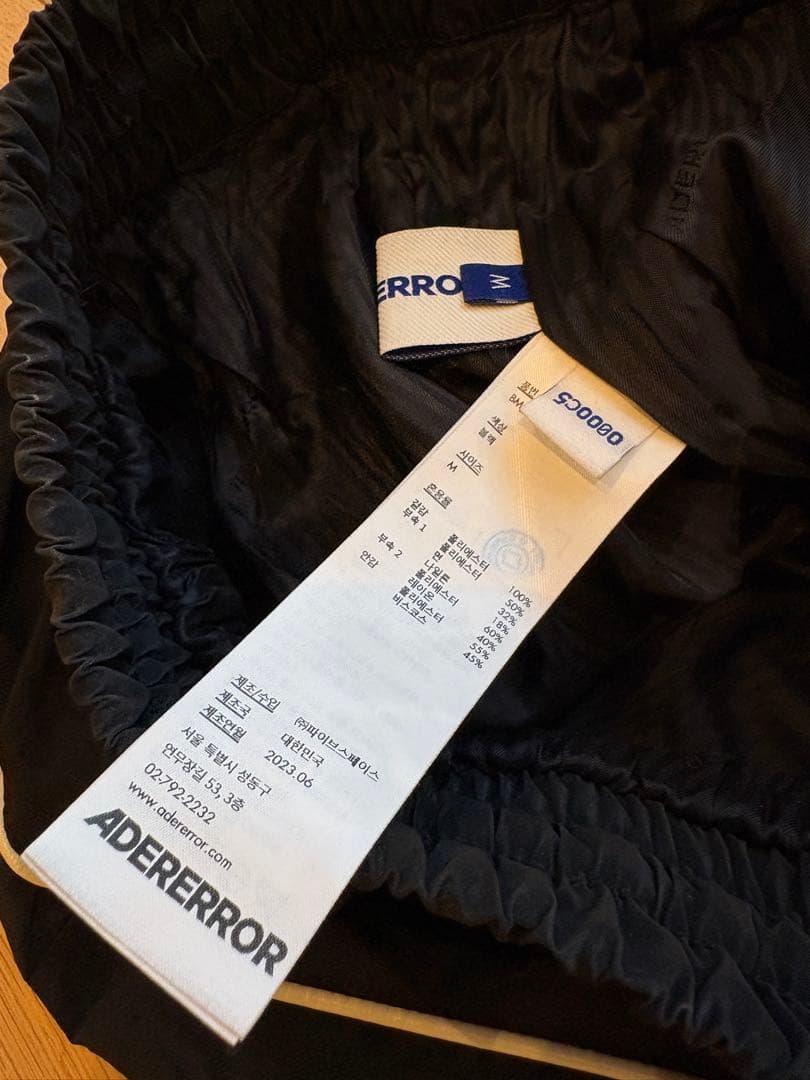 ERRO
M
0000C5
품번
BM
색상
블랙
사이즈
M
혼용률
겉감 폴리에스터 100%
부속 1 폴리에스터 50%
면 32%
나일론 18%
부속 2 폴리에스터 60%
레이온 40%
안감 폴리에스터 55%
비스코스 45%
제조/수입 ㈜파이브스페이스
제조국 대한민국
제조연월 2023.06
서울 특별시 성동구
연무장길 53, 3층
02-792-2232
www.adererror.com
ADERERROR